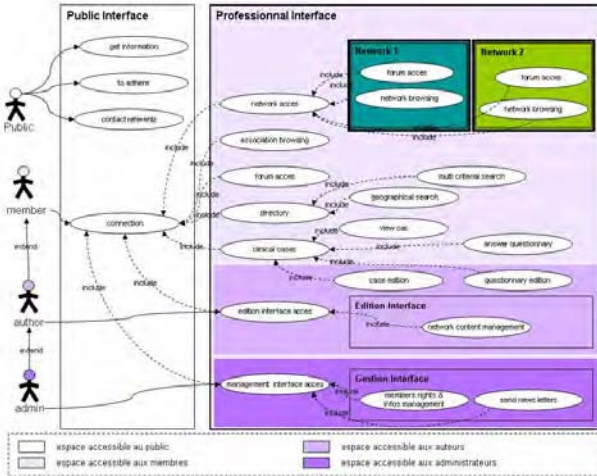 Public Interface
Professionnal Interface
get information
to adhere
contact referents
Public
member
extend
author
extend
admin
connection
include
include
include
include
include
include
include
network acces
association browsing
forum acces
directory
clinical cases
edition interface acces
management interface acces
Network 1
forum acces
network browsing
Network 2
forum acces
network browsing
include
include
include
include
multi criterial search
include
geographical search
include
view cas
include
answer questionnary
include
include
case edition
questionnary edition
Edition Interface
include
network content management
Gestion Interface
include
members rights &
infos management
send news letters
include
espace accessible au public
espace accessible aux membres
espace accessible aux auteurs
espace accessible aux administrateurs